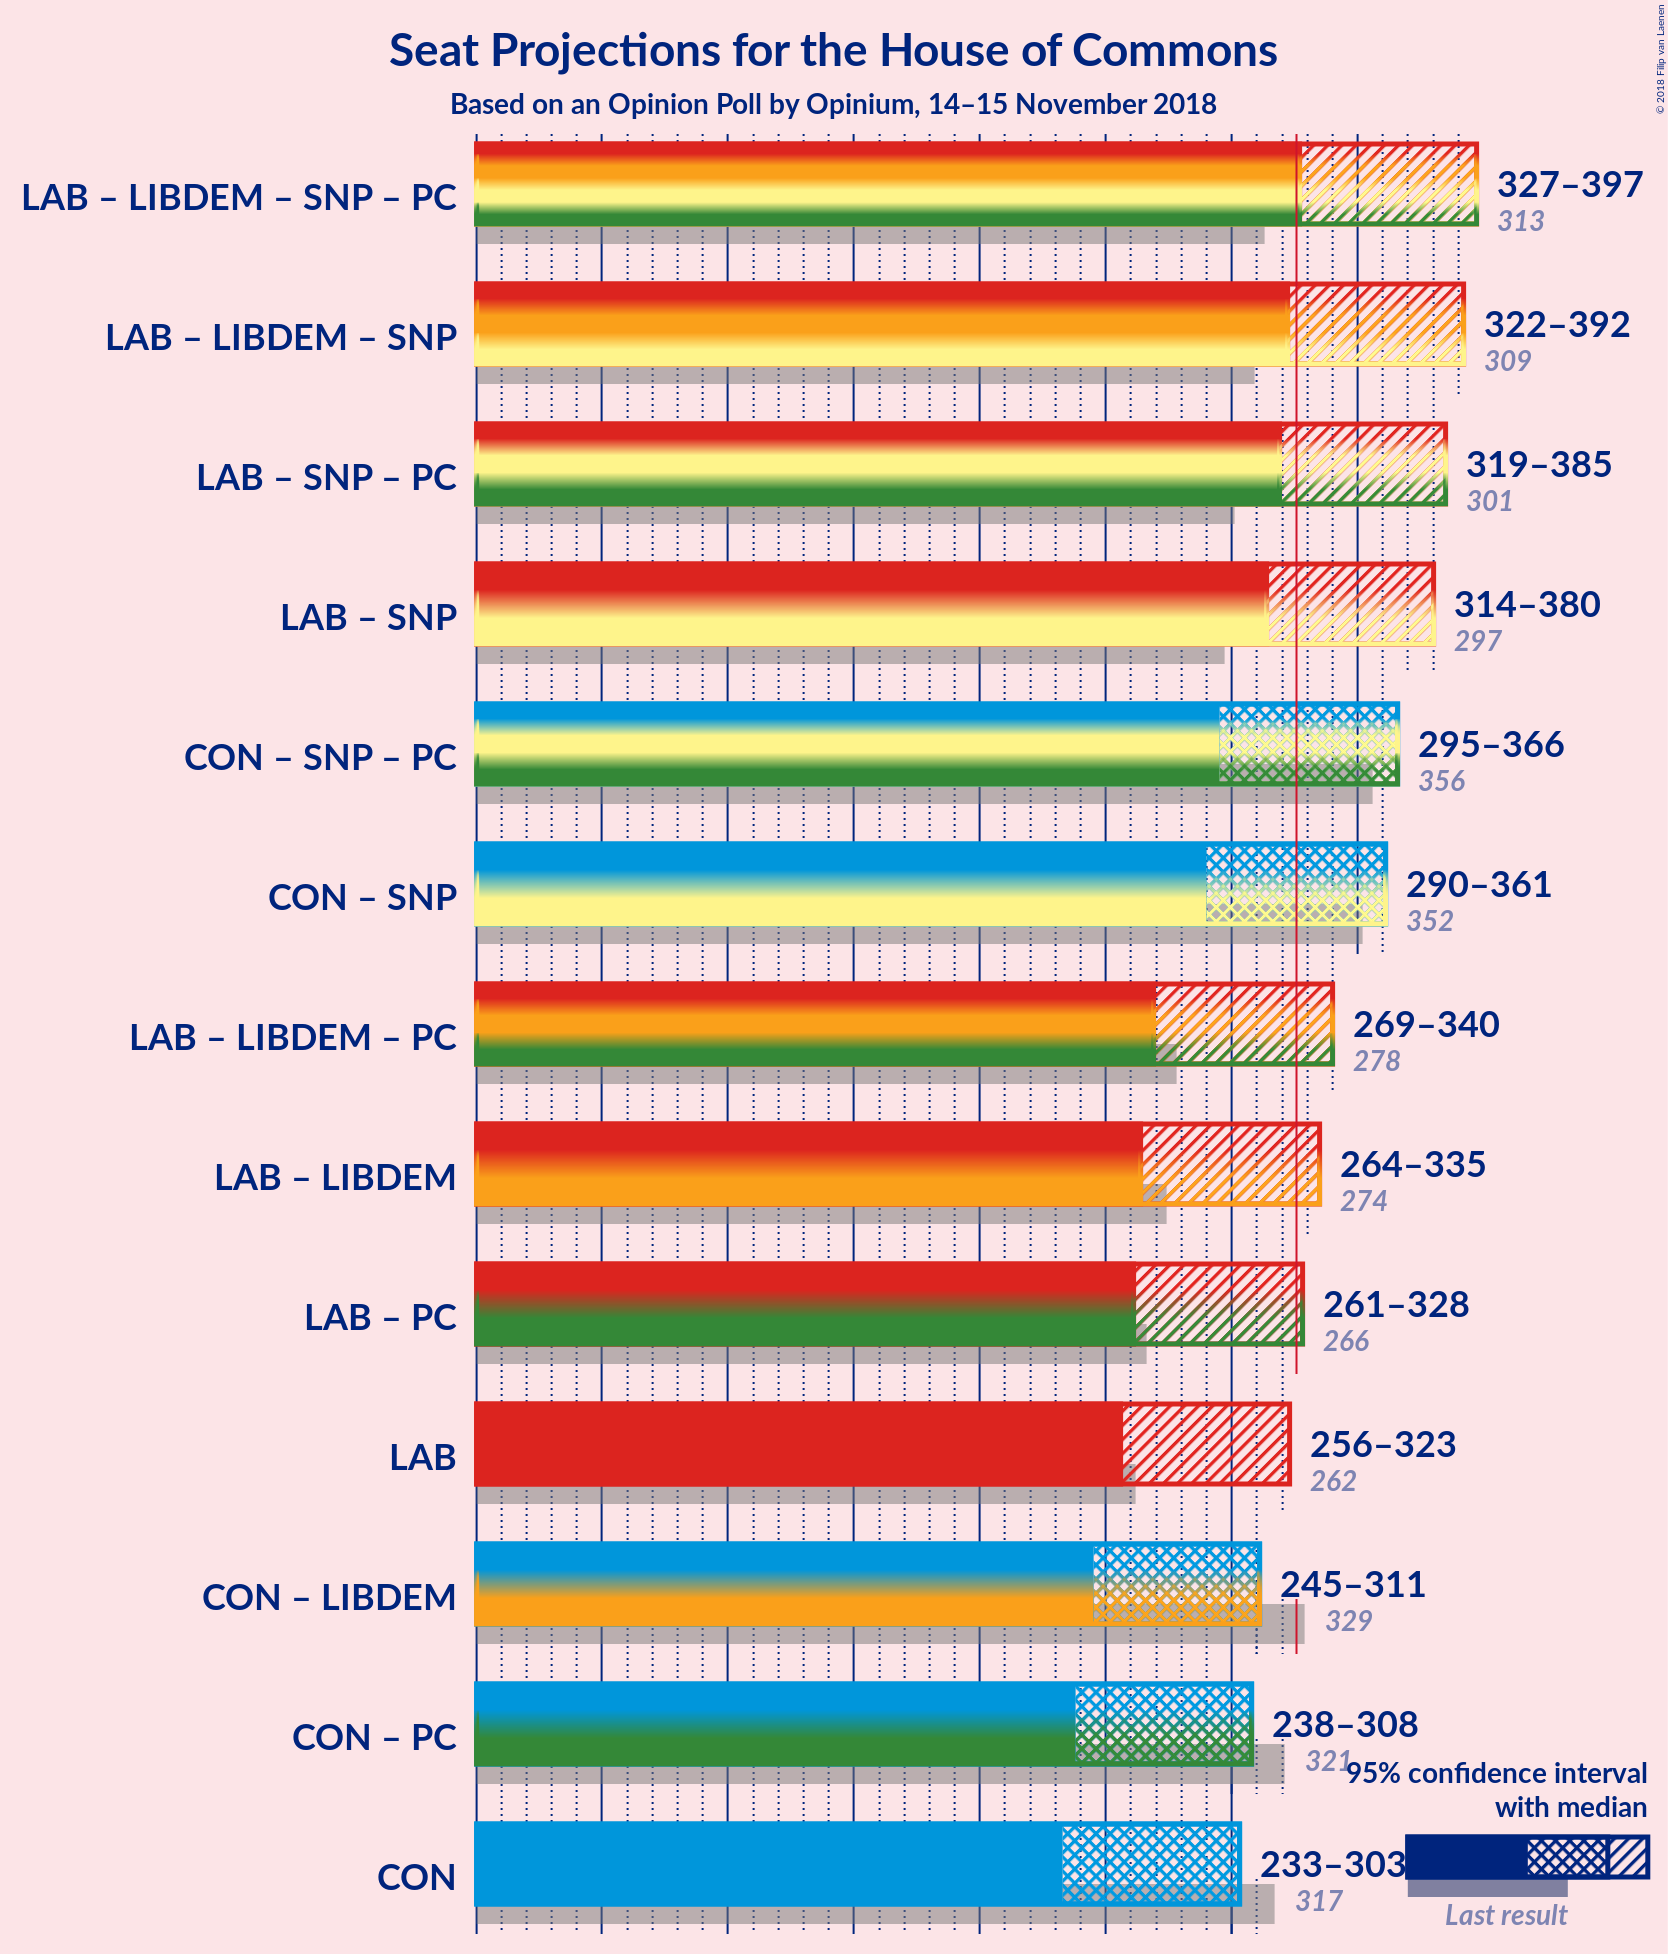 © 2018 Filip van Laenen
Seat Projections for the House of Commons
Based on an Opinion Poll by Opinium, 14–15 November 2018
LAB – LIBDEM – SNP – PC
327–397
313
LAB – LIBDEM – SNP
322–392
309
LAB – SNP – PC
319–385
301
LAB – SNP
314–380
297
CON – SNP – PC
295–366
356
CON – SNP
290–361
352
LAB – LIBDEM – PC
269–340
278
LAB – LIBDEM
264–335
274
LAB – PC
261–328
266
LAB
256–323
262
CON – LIBDEM
245–311
329
CON – PC
238–308
321
CON
233–303
317
95% confidence interval
with median
Last result